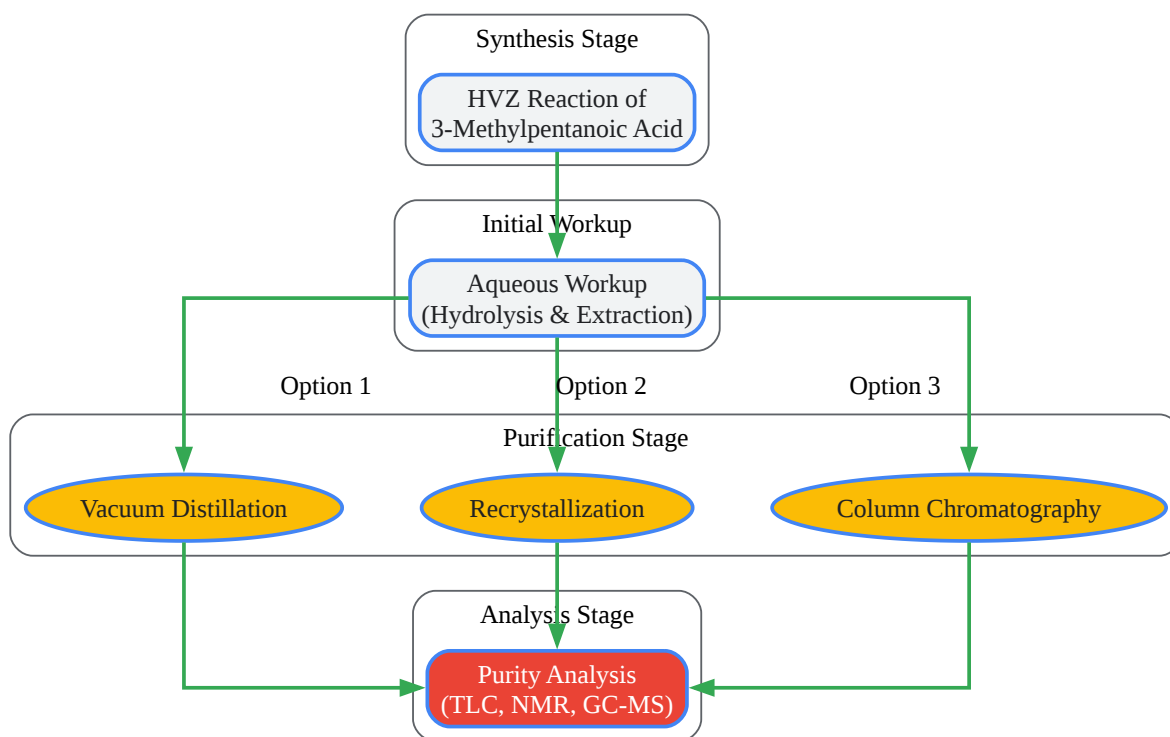 Synthesis Stage
HVZ Reaction of
3-Methylpentanoic Acid
Initial Workup
Aqueous Workup
(Hydrolysis & Extraction)
Option 1
Option 2
Option 3
Purification Stage
Vacuum Distillation
Recrystallization
Column Chromatography
Analysis Stage
Purity Analysis
(TLC, NMR, GC-MS)